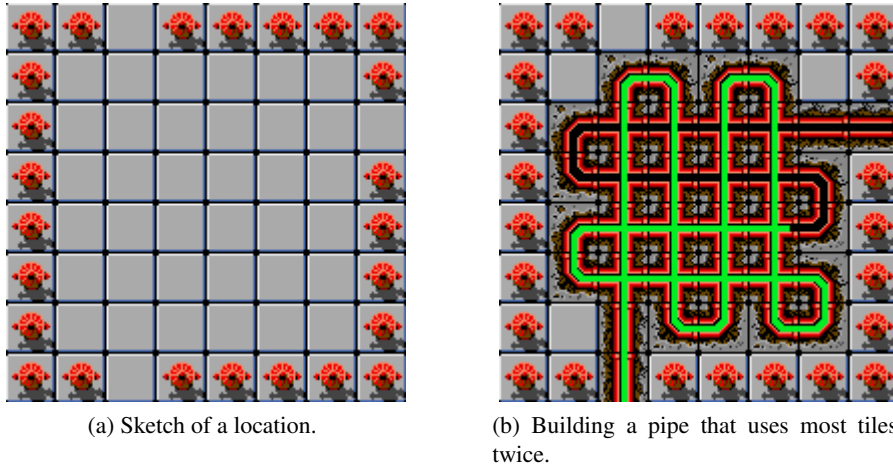 (a) Sketch of a location.
(b) Building a pipe that uses most tiles
twice.